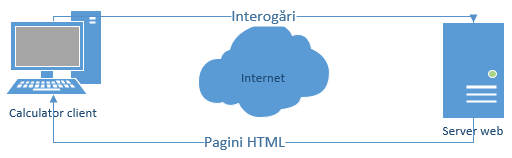 Interogări
Internet
Calculator client
Server web
Pagini HTML